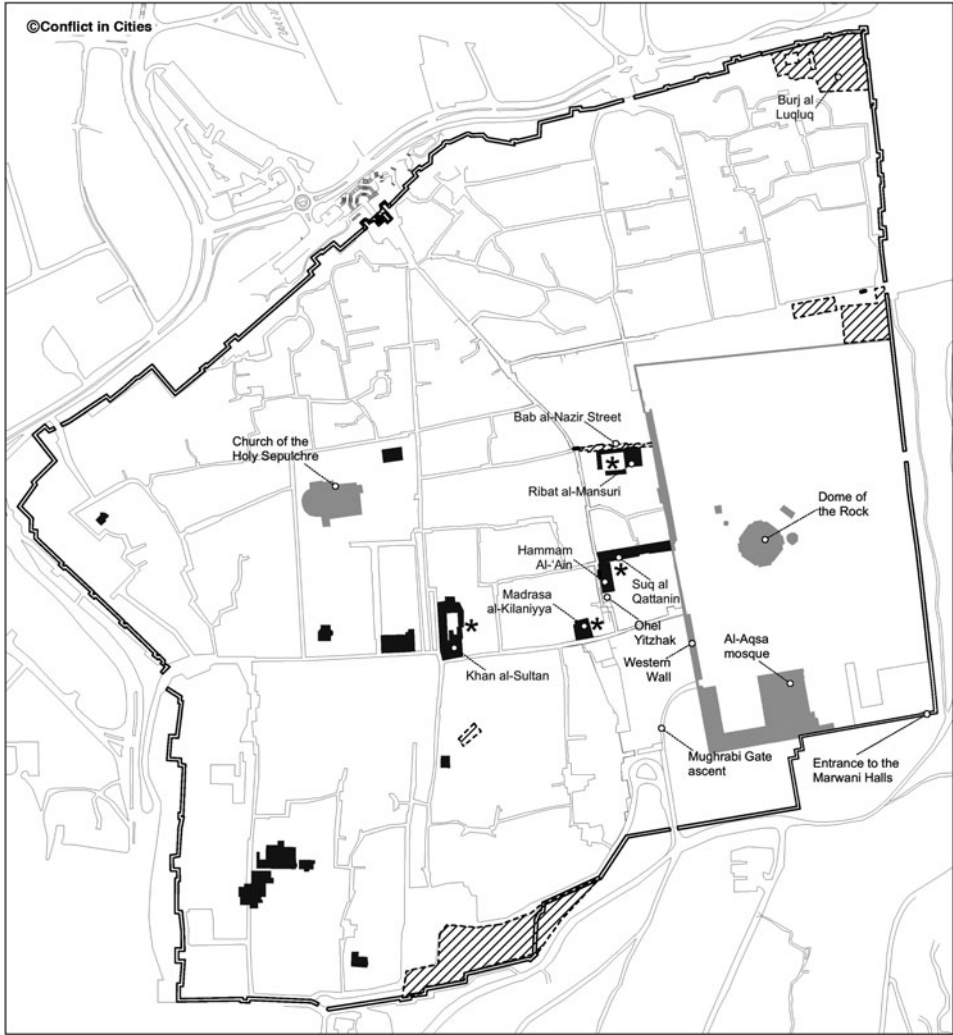 ©Conflict in Cities
Burj al
Luqluq
Bab al-Nazir Street
Church of the
Holy Sepulchre
Ribat al-Mansuri
*
Dome of
the Rock
Hammam
Al-‘Ain
*
Suq al
Qattanin
Madrasa
al-Kilaniyya
*
*
Ohel
Yitzhak
Western
Wall
Al-Aqsa
mosque
Khan al-Sultan
Mughrabi Gate
ascent
Entrance to the
Marwani Halls